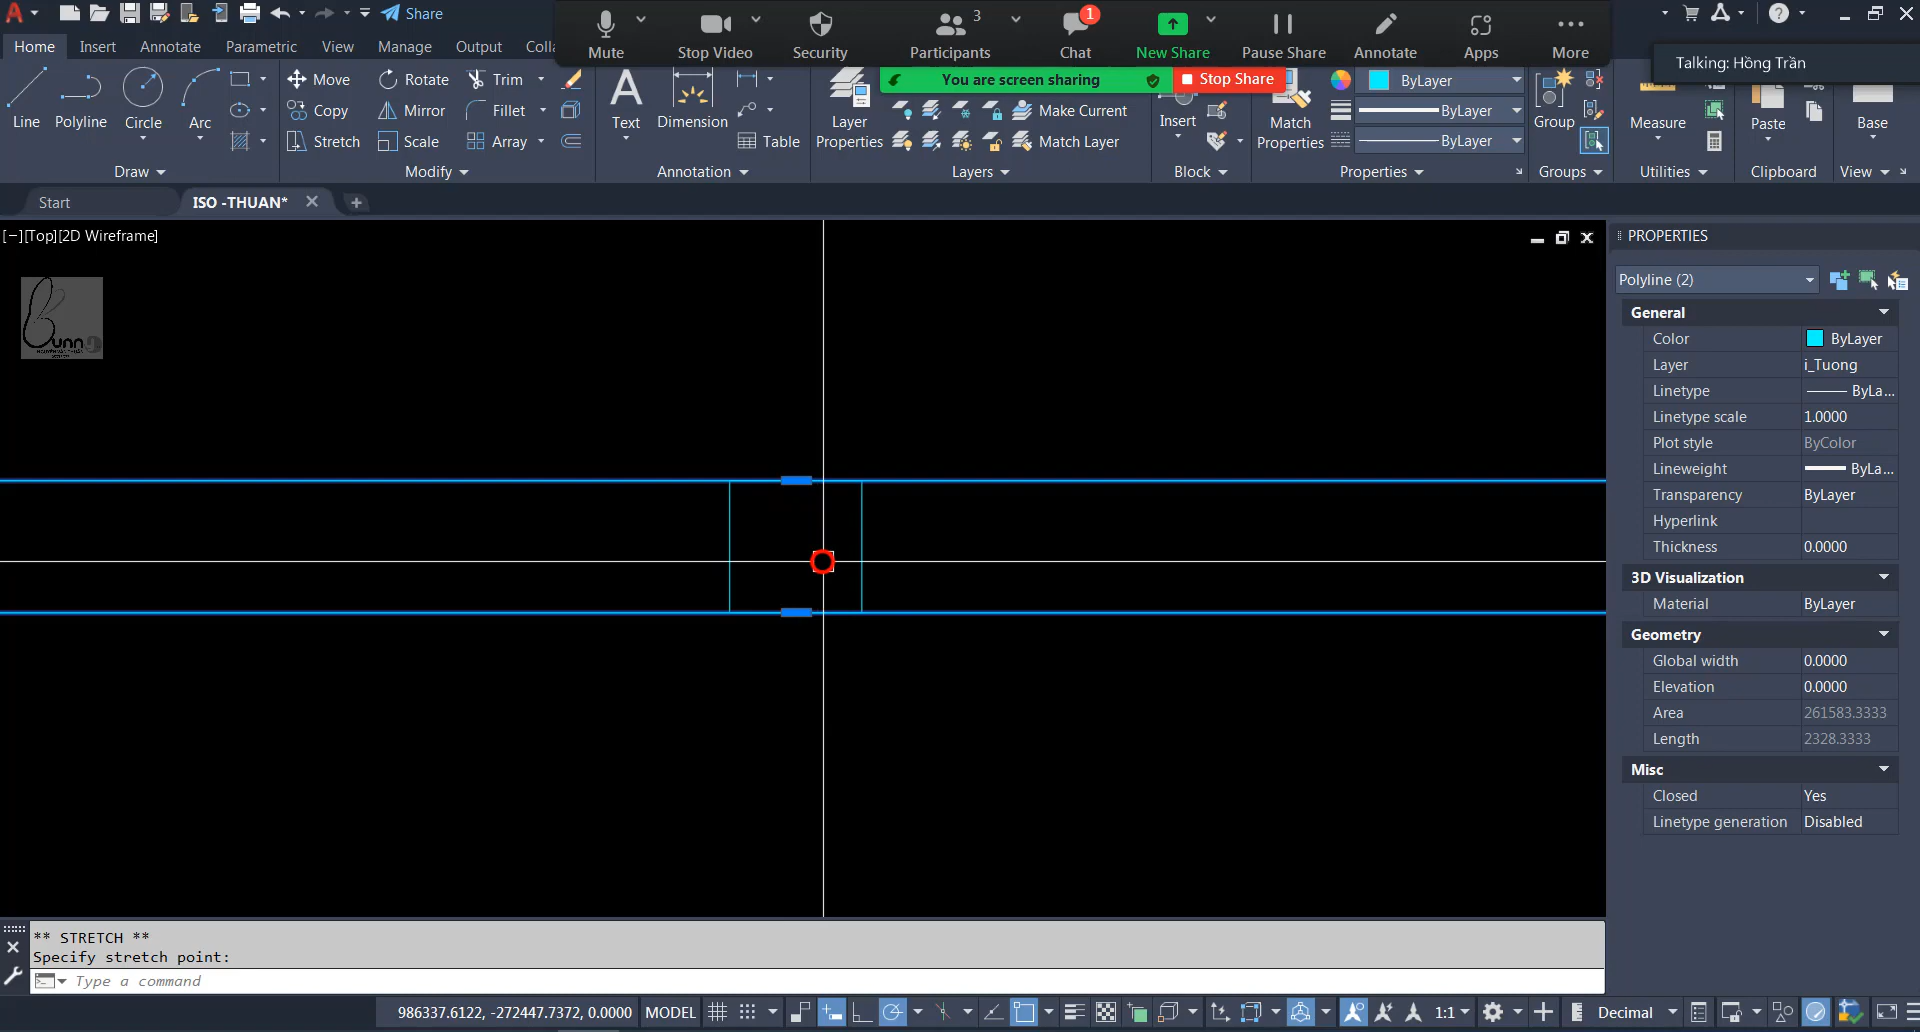 Share
Mute
Stop Video
Security
Participants
3
Chat
1
New Share
Pause Share
Annotate
Apps
More
Home
Insert
Annotate
Parametric
View
Manage
Output
Colla
You are screen sharing
Stop Share
Talking: Hồng Trần
Line
Polyline
Circle
Arc
Move
Rotate
Trim
Copy
Mirror
Fillet
Stretch
Scale
Array
Text
Dimension
Table
Layer
Properties
Make Current
Match Layer
Insert
Match
Properties
ByLayer
ByLayer
ByLayer
Group
Measure
Paste
Base
Draw
Modify
Annotation
Layers
Block
Properties
Groups
Utilities
Clipboard
View
Start
ISO -THUAN*
[−][Top][2D Wireframe]
PROPERTIES
Polyline (2)
General
Color ByLayer
Layer i_Tuong
Linetype ByLa...
Linetype scale 1.0000
Plot style ByColor
Lineweight ByLa...
Transparency ByLayer
Hyperlink
Thickness 0.0000
3D Visualization
Material ByLayer
Geometry
Global width 0.0000
Elevation 0.0000
Area 261583.3333
Length 2328.3333
Misc
Closed Yes
Linetype generation Disabled
** STRETCH **
Specify stretch point:
Type a command
986337.6122, -272447.7372, 0.0000 MODEL 1:1 Decimal